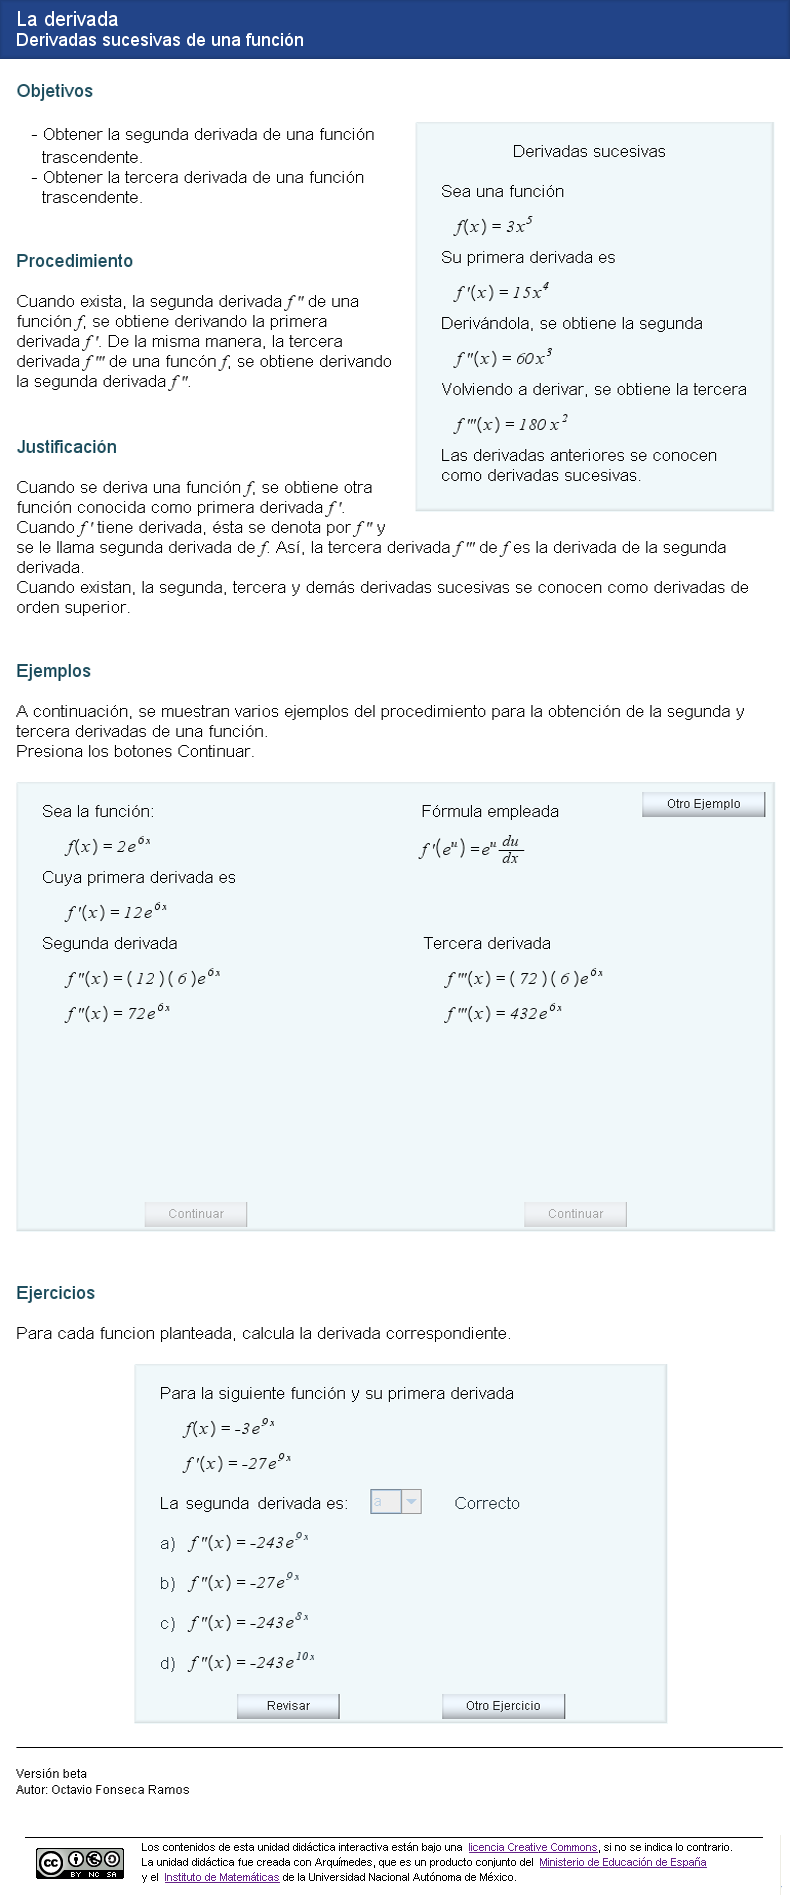 La derivada
Derivadas sucesivas de una función
Objetivos
- Obtener la segunda derivada de una función
trascendente.
- Obtener la tercera derivada de una función
trascendente.
Procedimiento
Cuando exista, la segunda derivada f'' de una
función f, se obtiene derivando la primera
derivada f'. De la misma manera, la tercera
derivada f''' de una funcón f, se obtiene derivando
la segunda derivada f''.
Derivadas sucesivas
Sea una función
f(x) = 3x^5
Su primera derivada es
f'(x) = 15x^4
Derivándola, se obtiene la segunda
f''(x) = 60x^3
Volviendo a derivar, se obtiene la tercera
f'''(x) = 180 x^2
Las derivadas anteriores se conocen
como derivadas sucesivas.
Justificación
Cuando se deriva una función f, se obtiene otra
función conocida como primera derivada f'.
Cuando f' tiene derivada, ésta se denota por f'' y
se le llama segunda derivada de f. Así, la tercera derivada f''' de f es la derivada de la segunda
derivada.
Cuando existan, la segunda, tercera y demás derivadas sucesivas se conocen como derivadas de
orden superior.
Ejemplos
A continuación, se muestran varios ejemplos del procedimiento para la obtención de la segunda y
tercera derivadas de una función.
Presiona los botones Continuar.
Sea la función:
f(x) = 2e^{6x}
Cuya primera derivada es
f'(x) = 12e^{6x}
Segunda derivada
f''(x) = (12)(6)e^{6x}
f''(x) = 72e^{6x}
Continuar
Fórmula empleada
Otro Ejemplo
f'(e^u) = e^u du/dx
Tercera derivada
f'''(x) = (72)(6)e^{6x}
f'''(x) = 432e^{6x}
Continuar
Ejercicios
Para cada funcion planteada, calcula la derivada correspondiente.
Para la siguiente función y su primera derivada
f(x) = -3e^{9x}
f'(x) = -27e^{9x}
La segunda derivada es: a Correcto
a) f''(x) = -243e^{9x}
b) f''(x) = -27e^{9x}
c) f''(x) = -243e^{8x}
d) f''(x) = -243e^{10x}
Revisar Otro Ejercicio
Versión beta
Autor: Octavio Fonseca Ramos
cc BY NC SA
Los contenidos de esta unidad didáctica interactiva están bajo una licencia Creative Commons, si no se indica lo contrario.
La unidad didáctica fue creada con Arquímedes, que es un producto conjunto del Ministerio de Educación de España
y el Instituto de Matemáticas de la Universidad Nacional Autónoma de México.